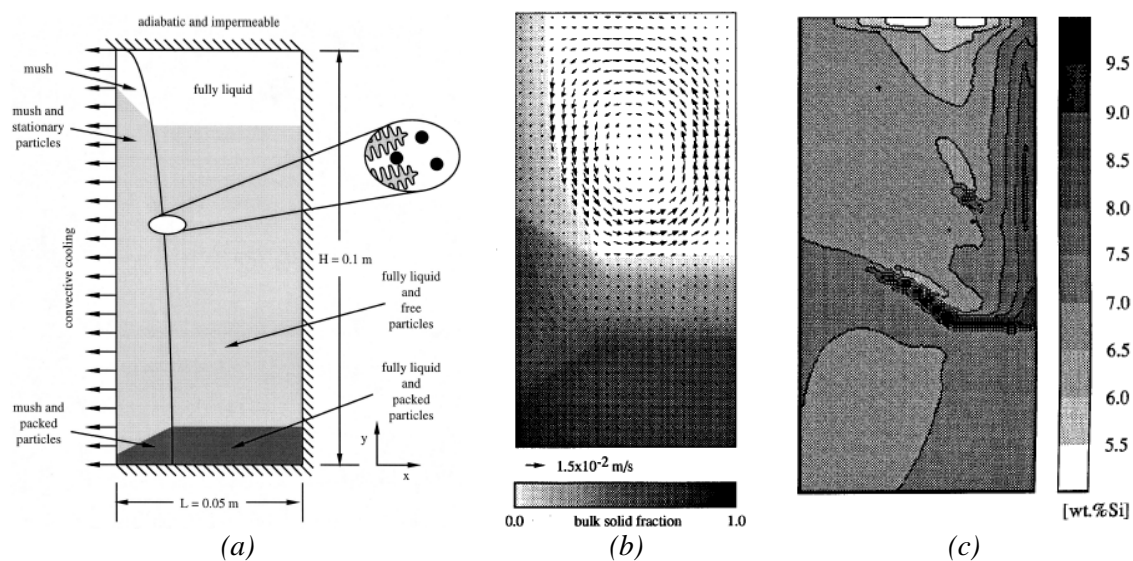 adiabatic and impermeable
mush
fully liquid
mush and
stationary
particles
convective cooling
H = 0.1 m
fully liquid
and
free
particles
fully liquid
and
packed
particles
mush and
packed
particles
y
x
L = 0.05 m
(a)
1.5x10⁻² m/s
0.0
bulk solid fraction
1.0
(b)
9.5
9.0
8.5
8.0
7.0
6.5
6.0
5.5
[wt.%Si]
(c)